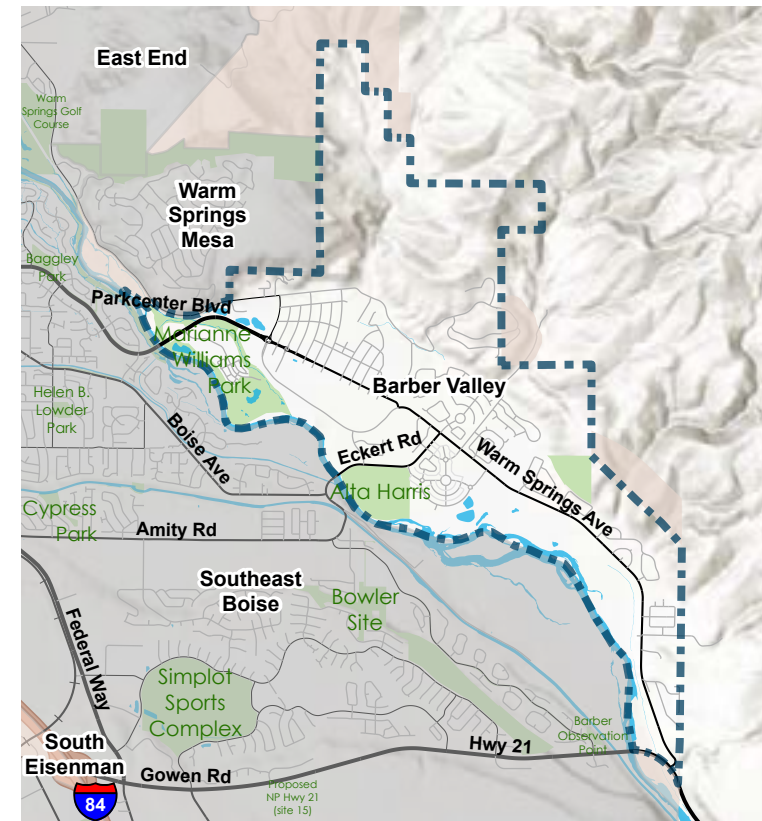 East End
Warm
Springs Golf
Course
Warm
Springs
Mesa
Baggley
Park
Parkcenter Blvd
Marianne
Williams
Park
Barber Valley
Helen B.
Lowder
Park
Boise Ave
Eckert Rd
Warm Springs Ave
Alta Harris
Cypress
Park
Amity Rd
Southeast
Boise
Bowler
Site
Federal Way
Simplot
Sports
Complex
Barber
Observation
Point
South
Eisenman
Hwy 21
Gowen Rd
84
Proposed
NP Hwy 21
(site 15)